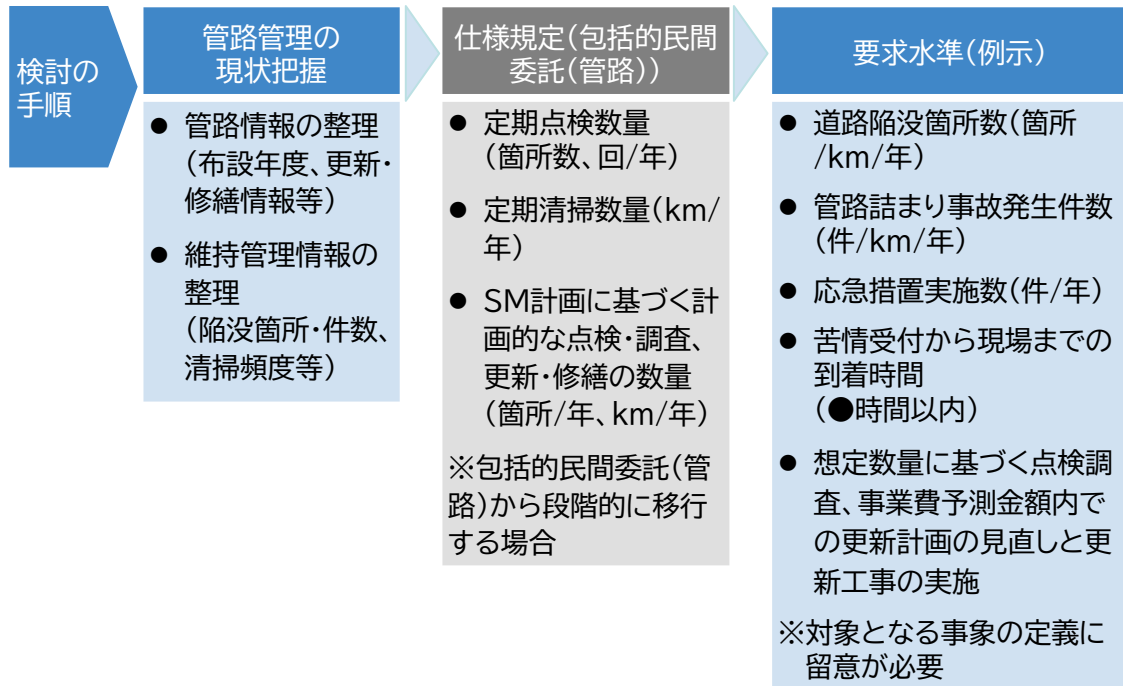 検討の
手順
管路管理の
現状把握
● 管路情報の整理
(布設年度、更新・
修繕情報等)
● 維持管理情報の
整理
(陥没箇所・件数、
清掃頻度等)
仕様規定(包括的民間
委託(管路))
● 定期点検数量
(箇所数、回/年)
● 定期清掃数量(km/
年)
● SM計画に基づく計
画的な点検・調査、
更新・修繕の数量
(箇所/年、km/年)
※包括的民間委託(管
路)から段階的に移行
する場合
要求水準(例示)
● 道路陥没箇所数(箇所
/km/年)
● 管路詰まり事故発生件数
(件/km/年)
● 応急措置実施数(件/年)
● 苦情受付から現場までの
到着時間
(●時間以内)
● 想定数量に基づく点検調
査、事業費予測金額内で
の更新計画の見直しと更
新工事の実施
※対象となる事象の定義に
留意が必要